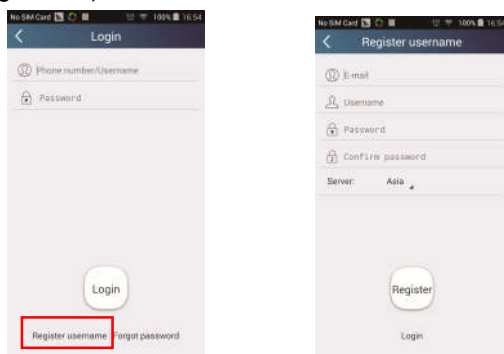 No SIM Card 100% 16:54
Login
Phone number/Username
Password
Login
Register username Forgot password
No SIM Card 100% 16:54
Register username
E-mail
Username
Password
Confirm password
Server: Asia
Register
Login